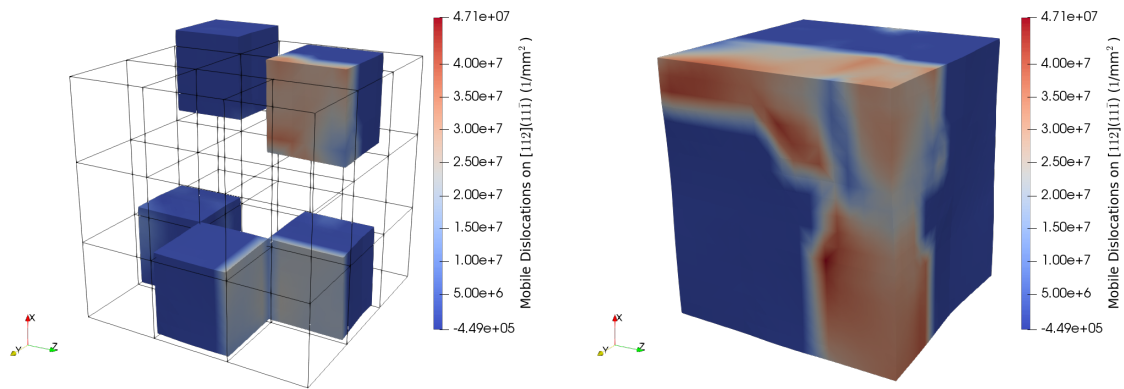 4.71e+07
4.00e+7
3.50e+7
3.00e+7
2.50e+7
2.00e+7
1.50e+7
1.00e+7
5.00e+6
-4.49e+05
Mobile Dislocations on [112](111̄) (1/mm²)
X
Y
Z
4.71e+07
4.00e+7
3.50e+7
3.00e+7
2.50e+7
2.00e+7
1.50e+7
1.00e+7
5.00e+6
-4.49e+05
Mobile Dislocations on [112](111̄) (1/mm²)
X
Y
Z